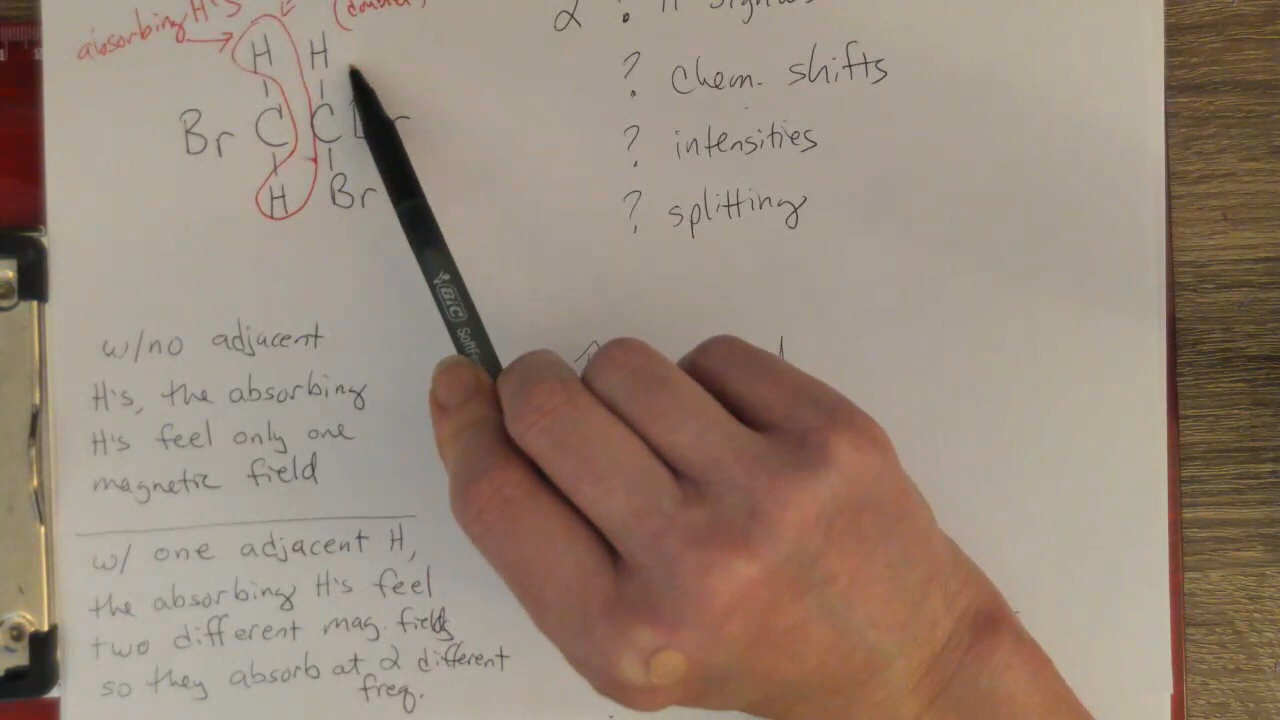 absorbing H's
(doublet)
H H
Br C C Br
H Br
2 : # signals
? chem. shifts
? intensities
? splitting
w/no adjacent
H's, the absorbing
H's feel only one
magnetic field
w/ one adjacent H,
the absorbing H's feel
two different mag. fields
so they absorb at 2 different
freq.
BIC